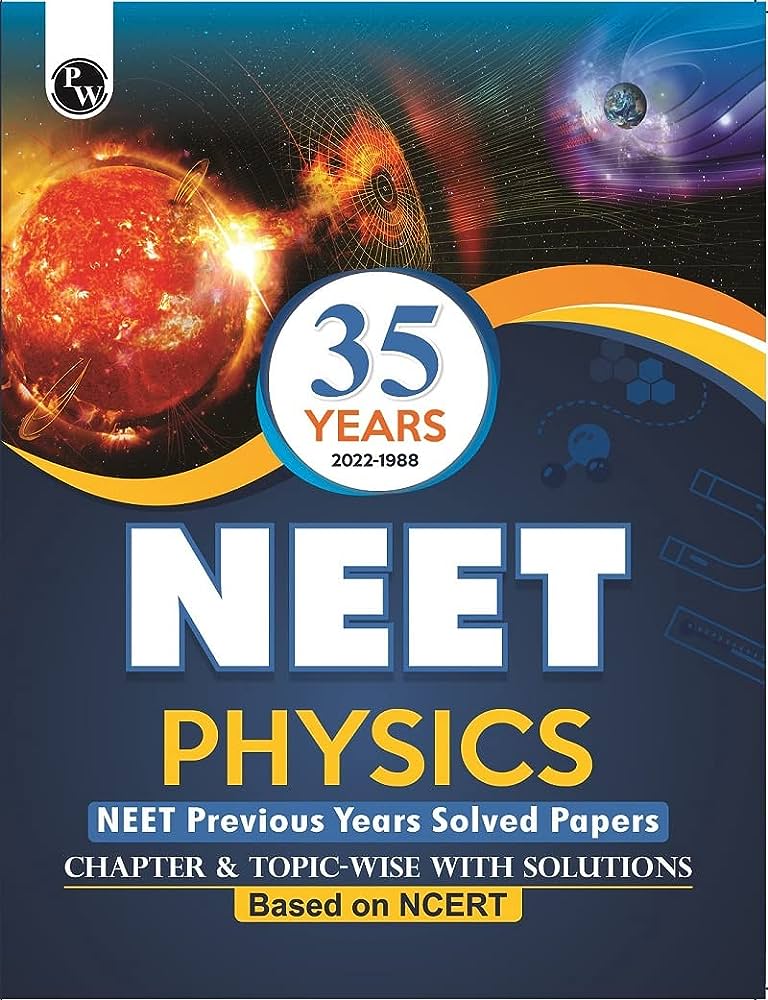 PW
35
YEARS
2022-1988
NEET
PHYSICS
NEET Previous Years Solved Papers
CHAPTER & TOPIC-WISE WITH SOLUTIONS
Based on NCERT